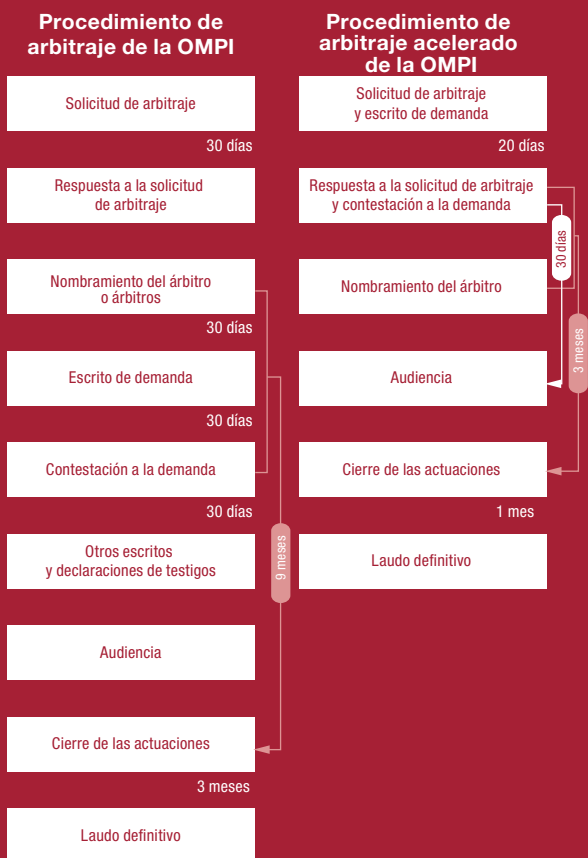 Procedimiento de
arbitraje de la OMPI
Solicitud de arbitraje
30 días
Respuesta a la solicitud
de arbitraje
Nombramiento del árbitro
o árbitros
30 días
Escrito de demanda
30 días
Contestación a la demanda
30 días
Otros escritos
y declaraciones de testigos
9 meses
Audiencia
Cierre de las actuaciones
3 meses
Laudo definitivo
Procedimiento de
arbitraje acelerado
de la OMPI
Solicitud de arbitraje
y escrito de demanda
20 días
Respuesta a la solicitud de arbitraje
y contestación a la demanda
30 días
Nombramiento del árbitro
3 meses
Audiencia
Cierre de las actuaciones
1 mes
Laudo definitivo